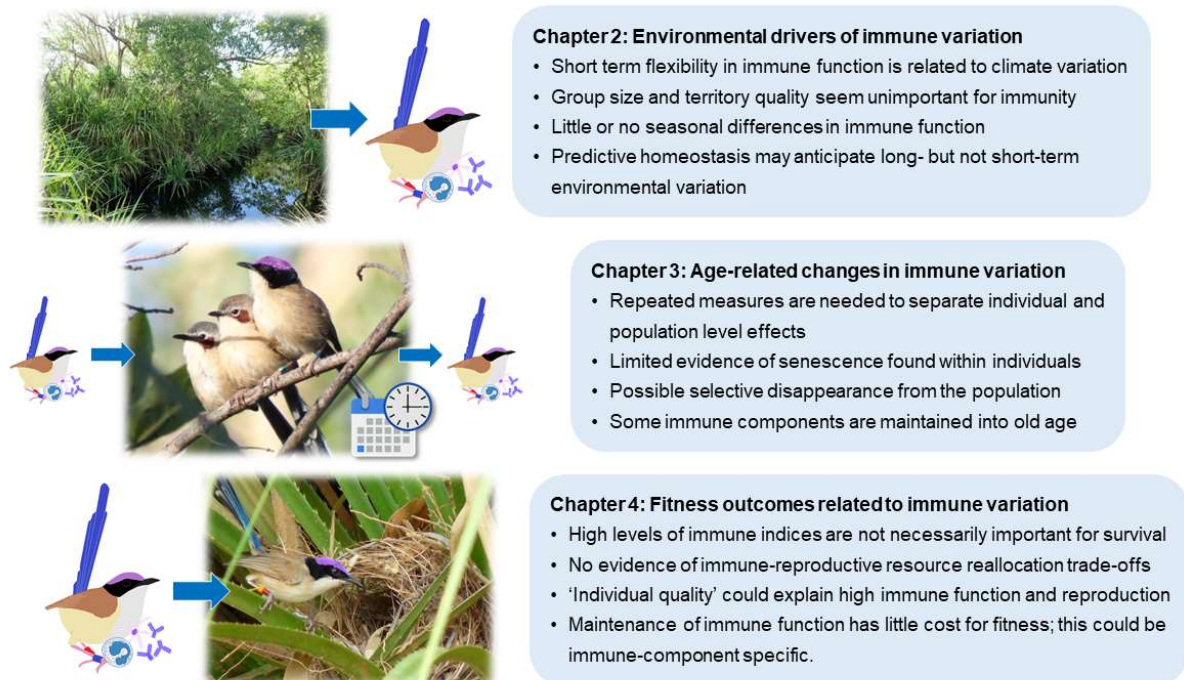 Chapter 2: Environmental drivers of immune variation
• Short term flexibility in immune function is related to climate variation
• Group size and territory quality seem unimportant for immunity
• Little or no seasonal differences in immune function
• Predictive homeostasis may anticipate long- but not short-term
environmental variation
Chapter 3: Age-related changes in immune variation
• Repeated measures are needed to separate individual and
population level effects
• Limited evidence of senescence found within individuals
• Possible selective disappearance from the population
• Some immune components are maintained into old age
Chapter 4: Fitness outcomes related to immune variation
• High levels of immune indices are not necessarily important for survival
• No evidence of immune-reproductive resource reallocation trade-offs
• ‘Individual quality’ could explain high immune function and reproduction
• Maintenance of immune function has little cost for fitness; this could be
immune-component specific.